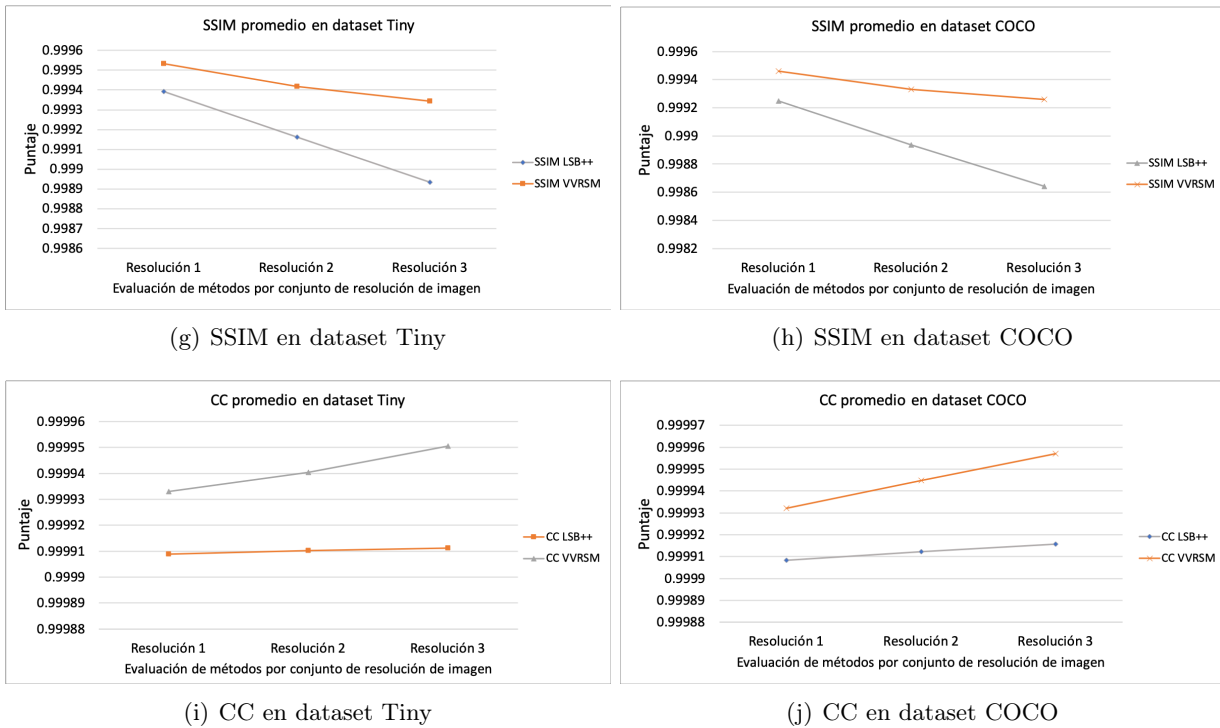 SSIM promedio en dataset Tiny
0.9996
0.9995
0.9994
0.9993
0.9992
0.9991
0.999
0.9989
0.9988
0.9987
0.9986
Puntaje
SSIM LSB++
SSIM VVRSM
Resolución 1 Resolución 2 Resolución 3
Evaluación de métodos por conjunto de resolución de imagen
(g) SSIM en dataset Tiny
SSIM promedio en dataset COCO
0.9996
0.9994
0.9992
0.999
0.9988
0.9986
0.9984
0.9982
Puntaje
SSIM LSB++
SSIM VVRSM
Resolución 1 Resolución 2 Resolución 3
Evaluación de métodos por conjunto de resolución de imagen
(h) SSIM en dataset COCO
CC promedio en dataset Tiny
0.99996
0.99995
0.99994
0.99993
0.99992
0.99991
0.9999
0.99989
0.99988
Puntaje
CC LSB++
CC VVRSM
Resolución 1 Resolución 2 Resolución 3
Evaluación de métodos por conjunto de resolución de imagen
(i) CC en dataset Tiny
CC promedio en dataset COCO
0.99997
0.99996
0.99995
0.99994
0.99993
0.99992
0.99991
0.9999
0.99989
0.99988
Puntaje
CC LSB++
CC VVRSM
Resolución 1 Resolución 2 Resolución 3
Evaluación de métodos por conjunto de resolución de imagen
(j) CC en dataset COCO